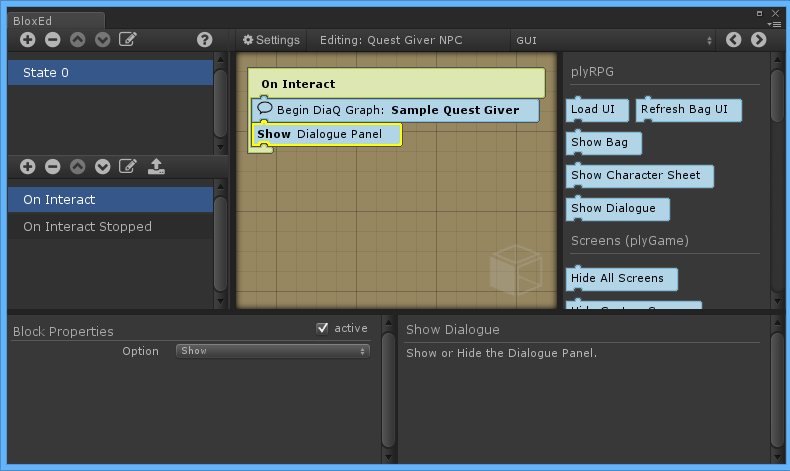 BloxEd
Settings
Editing: Quest Giver NPC
GUI
State 0
On Interact
On Interact Stopped
On Interact
Begin DiaQ Graph: Sample Quest Giver
Show Dialogue Panel
plyRPG
Load UI
Refresh Bag UI
Show Bag
Show Character Sheet
Show Dialogue
Screens (plyGame)
Hide All Screens
Block Properties
active
Option
Show
Show Dialogue
Show or Hide the Dialogue Panel.